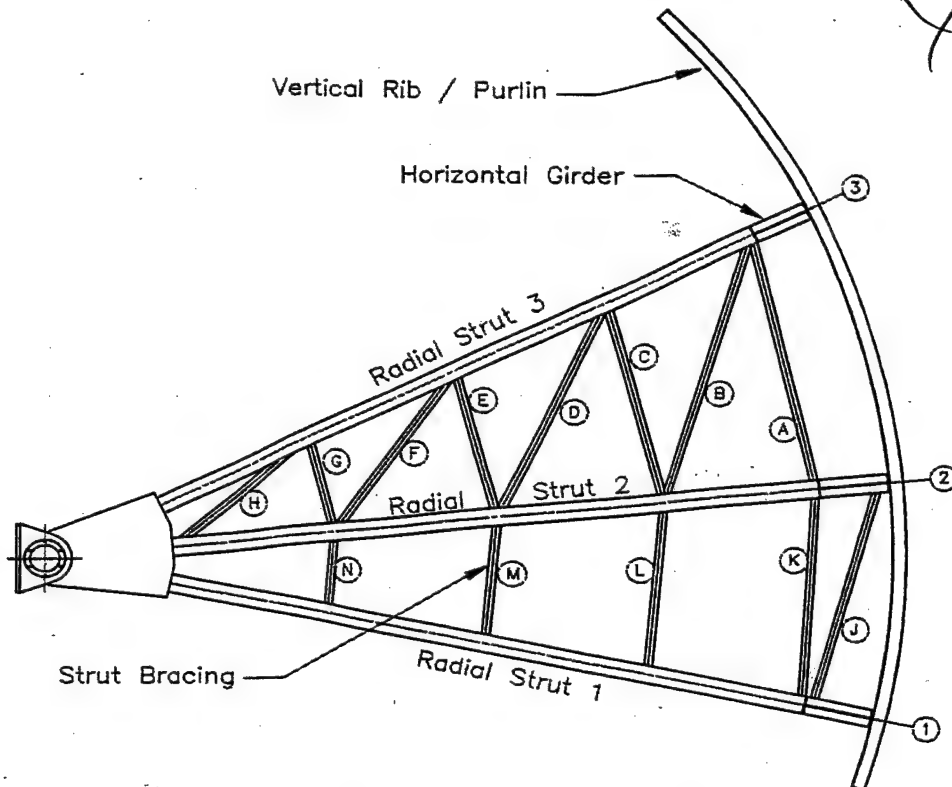 Vertical Rib / Purlin
Horizontal Girder
3
Radial Strut 3
C
E
B
D
A
G
F
H
Radial Strut 2
2
N
M
L
K
J
Strut Bracing
Radial Strut 1
1